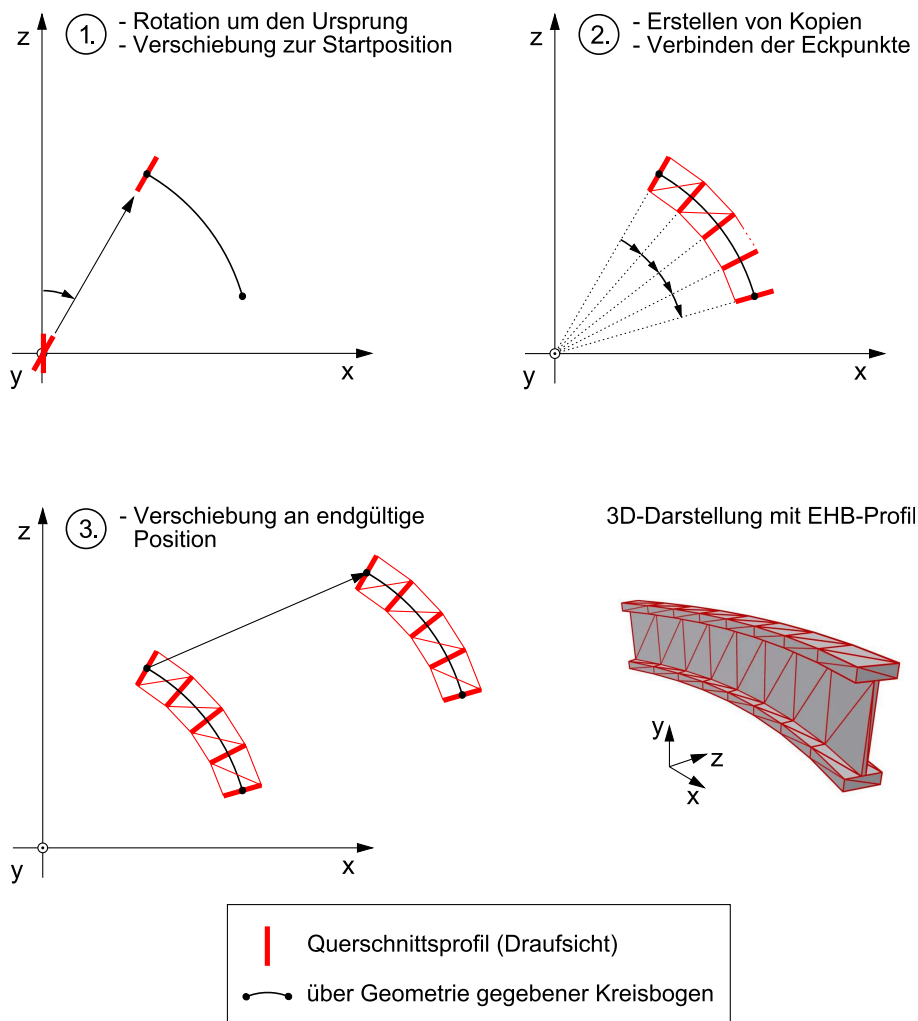 z
1.
- Rotation um den Ursprung
- Verschiebung zur Startposition
y
x
z
2.
- Erstellen von Kopien
- Verbinden der Eckpunkte
y
x
z
3.
- Verschiebung an endgültige
Position
y
x
3D-Darstellung mit EHB-Profil
y
z
x
Querschnittsprofil (Draufsicht)
über Geometrie gegebener Kreisbogen